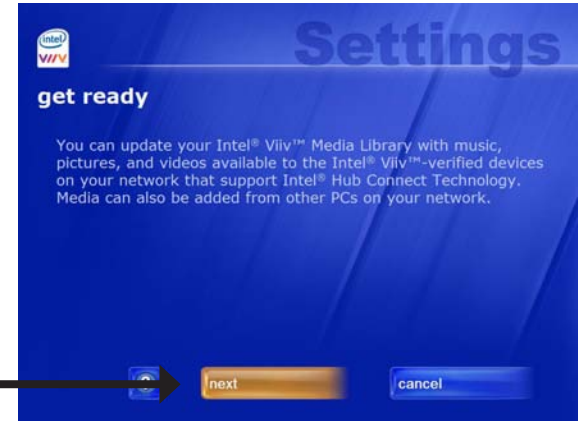 intel
VIIV
Settings
get ready
You can update your Intel® Viiv™ Media Library with music,
pictures, and videos available to the Intel® Viiv™-verified devices
on your network that support Intel® Hub Connect Technology.
Media can also be added from other PCs on your network.
next
cancel